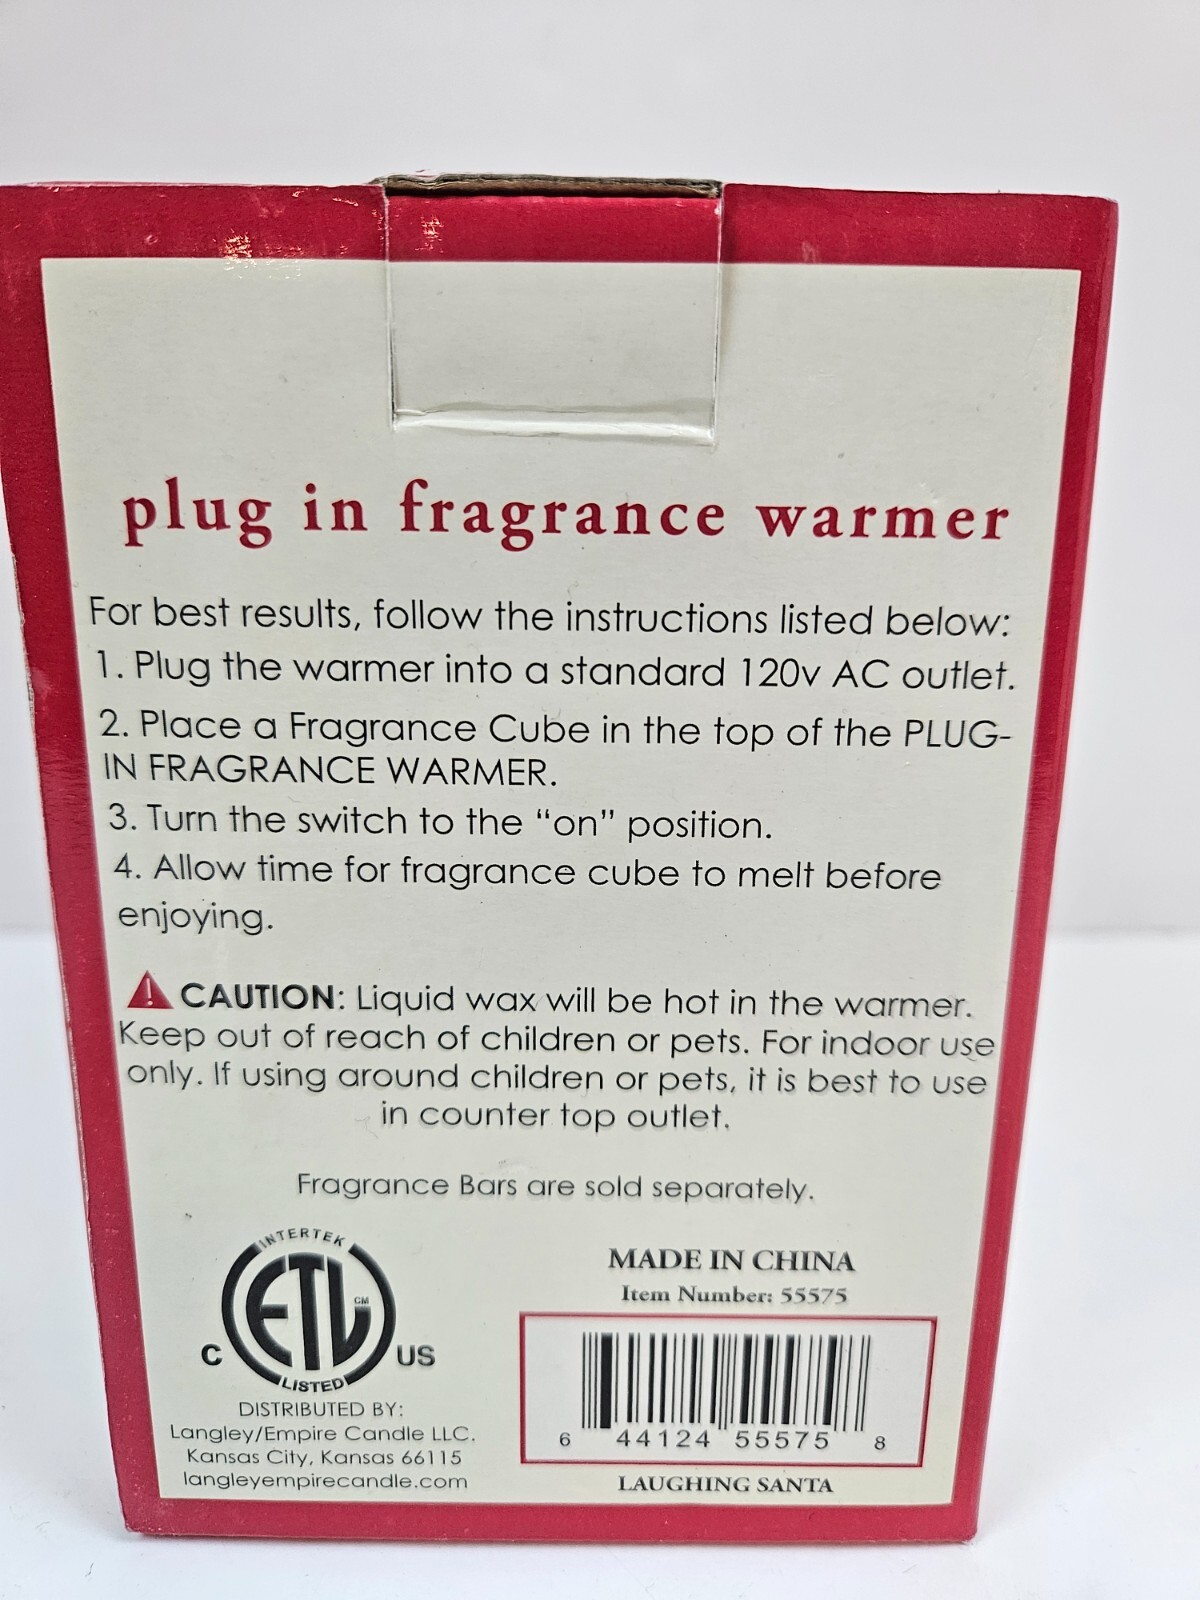 plug in fragrance warmer
For best results, follow the instructions listed below:
1. Plug the warmer into a standard 120v AC outlet.
2. Place a Fragrance Cube in the top of the PLUG-
IN FRAGRANCE WARMER.
3. Turn the switch to the “on” position.
4. Allow time for fragrance cube to melt before
enjoying.
CAUTION: Liquid wax will be hot in the warmer.
Keep out of reach of children or pets. For indoor use
only. If using around children or pets, it is best to use
in counter top outlet.
Fragrance Bars are sold separately.
INTERTEK
ETL CM
C US
LISTED
DISTRIBUTED BY:
Langley/Empire Candle LLC.
Kansas City, Kansas 66115
langleyempirecandle.com
MADE IN CHINA
Item Number: 55575
6 44124 55575 8
LAUGHING SANTA